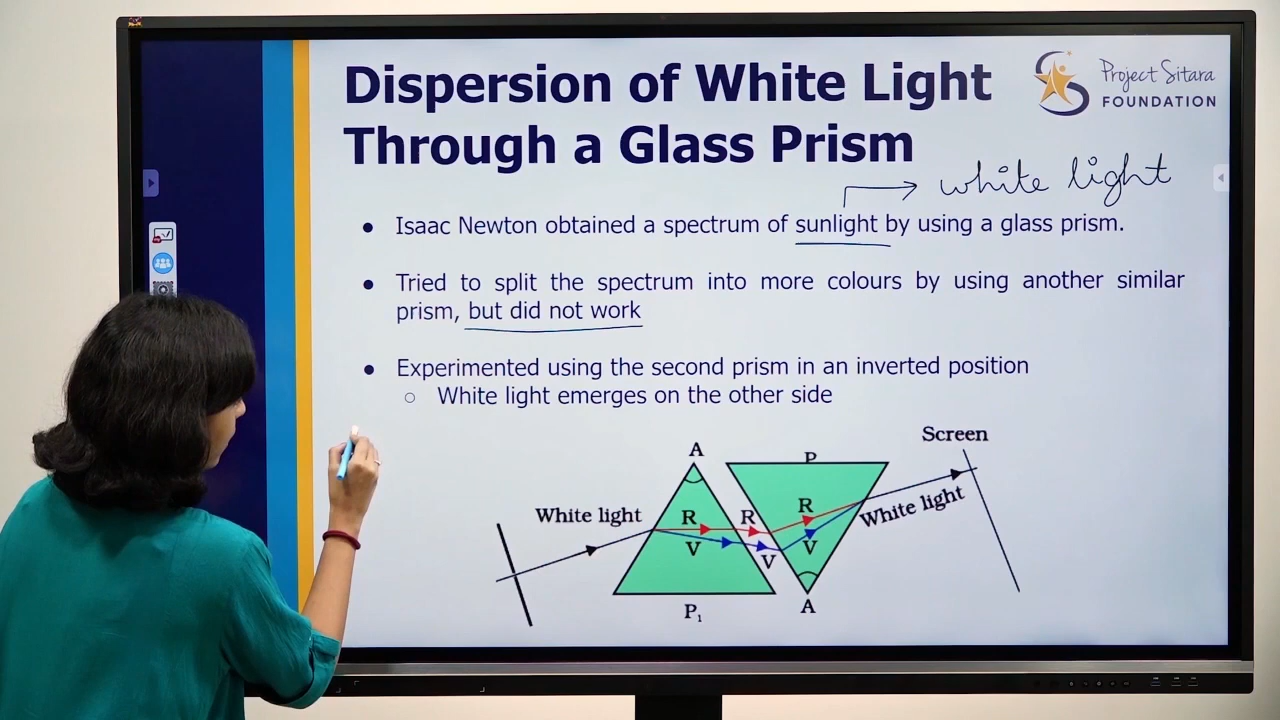 Dispersion of White Light
Through a Glass Prism
Project Sitara
FOUNDATION
white light
• Isaac Newton obtained a spectrum of sunlight by using a glass prism.
• Tried to split the spectrum into more colours by using another similar
prism, but did not work
• Experimented using the second prism in an inverted position
○ White light emerges on the other side
Screen
A
P
White light
R
R
R
White light
V
V
V
P₁
A